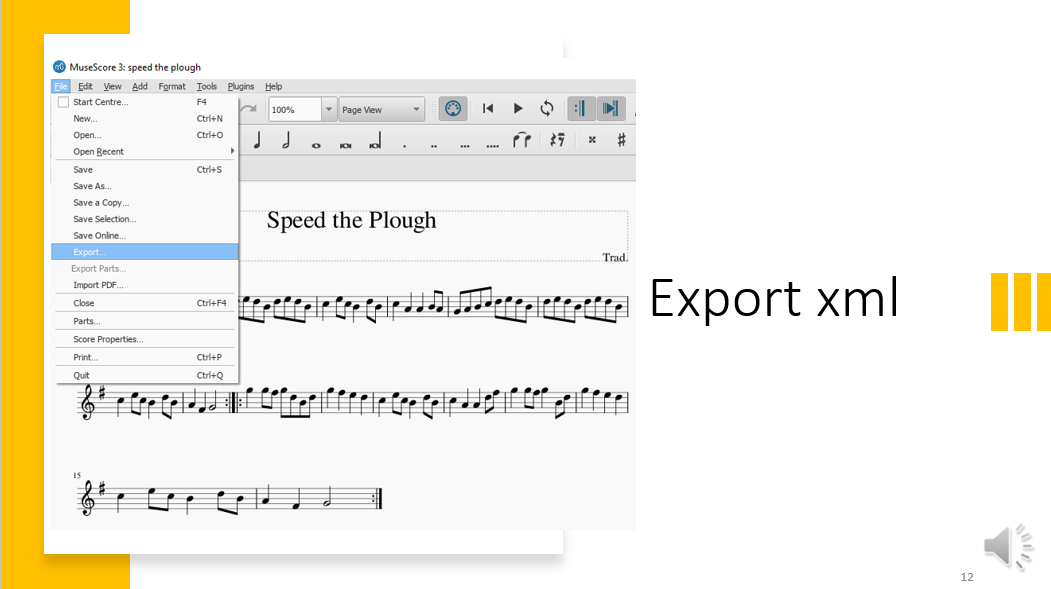 MuseScore 3: speed the plough
File Edit View Add Format Tools Plugins Help
Start Centre... F4
100% Page View
New... Ctrl+N
Open... Ctrl+O
Open Recent
Save Ctrl+S
Save As...
Save a Copy...
Save Selection...
Save Online...
Export...
Export Parts...
Import PDF...
Close Ctrl+F4
Parts...
Score Properties...
Print... Ctrl+P
Quit Ctrl+Q
Speed the Plough
Trad.
15
Export xml
12